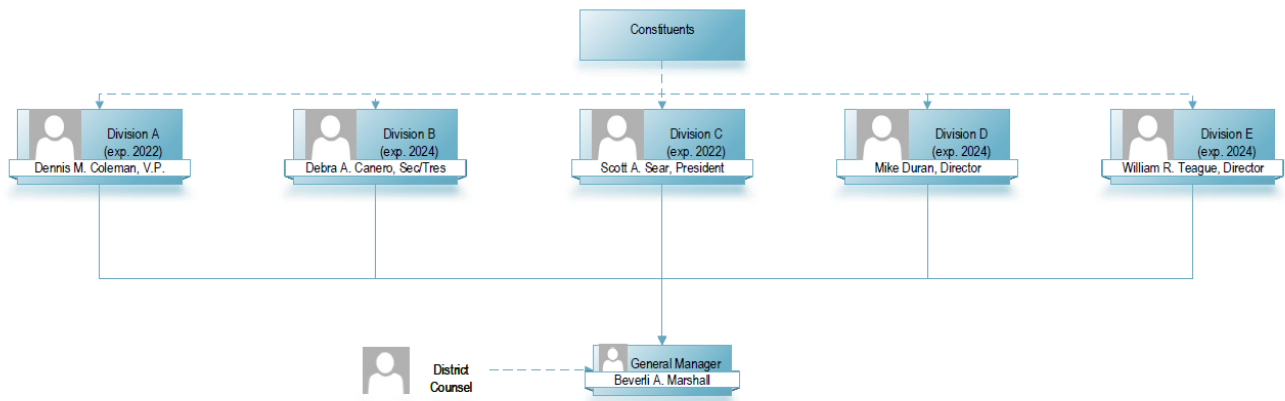 Constituents
Division A
(exp. 2022)
Dennis M. Coleman, V.P.
Division B
(exp. 2024)
Debra A. Canero, Sec/Tres
Division C
(exp. 2022)
Scott A. Sear, President
Division D
(exp. 2024)
Mike Duran, Director
Division E
(exp. 2024)
William R. Teague, Director
District
Counsel
General Manager
Beverli A. Marshall